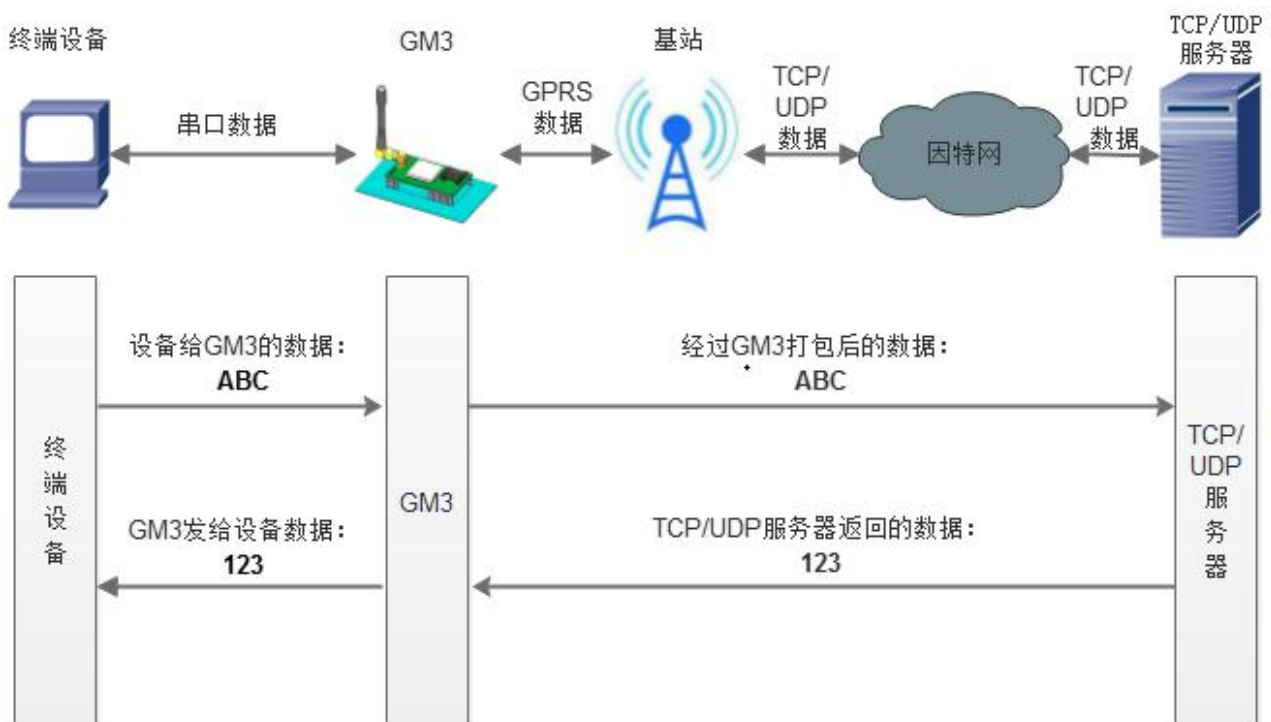 终端设备
GM3
基站
TCP/UDP
服务器
串口数据
GPRS
数据
TCP/
UDP
数据
因特网
TCP/
UDP
数据
设备给GM3的数据：
ABC
经过GM3打包后的数据：
ABC
终
端
设
备
GM3
TCP/
UDP
服
务
器
GM3发给设备数据：
123
TCP/UDP服务器返回的数据：
123